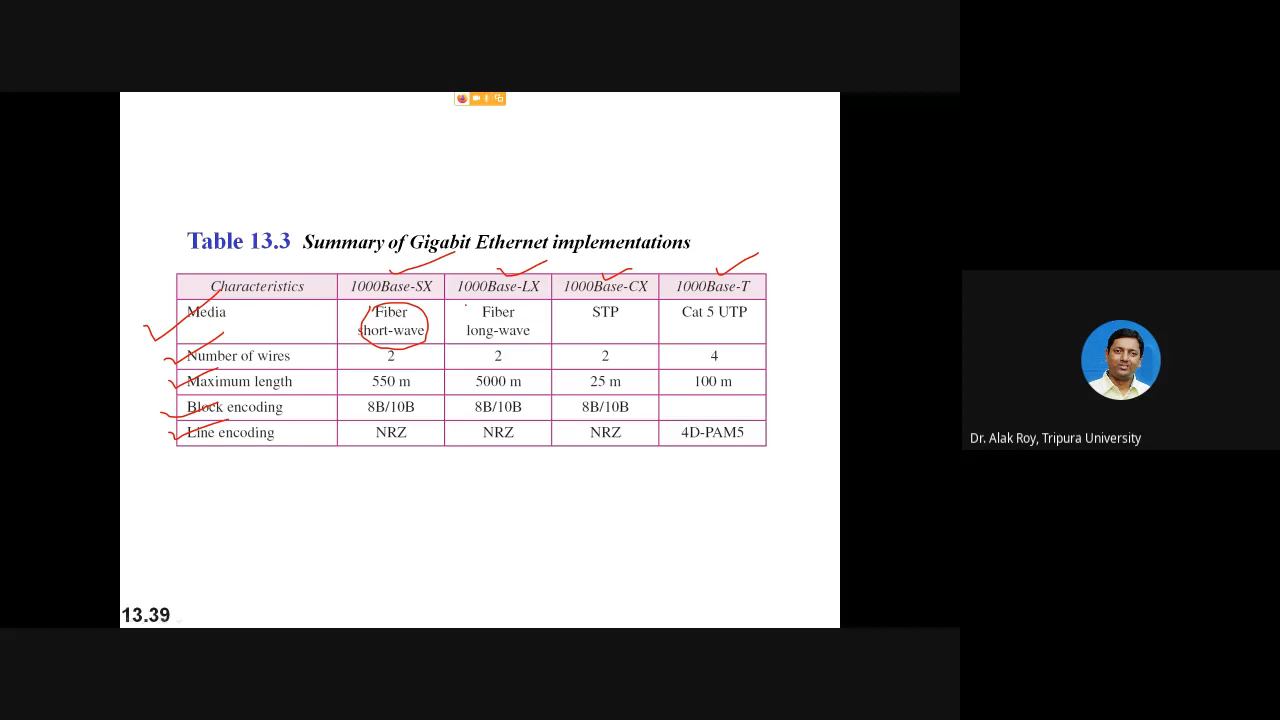 Table 13.3 Summary of Gigabit Ethernet implementations
Characteristics 1000Base-SX 1000Base-LX 1000Base-CX 1000Base-T
Media Fiber short-wave Fiber long-wave STP Cat 5 UTP
Number of wires 2 2 2 4
Maximum length 550 m 5000 m 25 m 100 m
Block encoding 8B/10B 8B/10B 8B/10B
Line encoding NRZ NRZ NRZ 4D-PAM5
13.39
Dr. Alak Roy, Tripura University